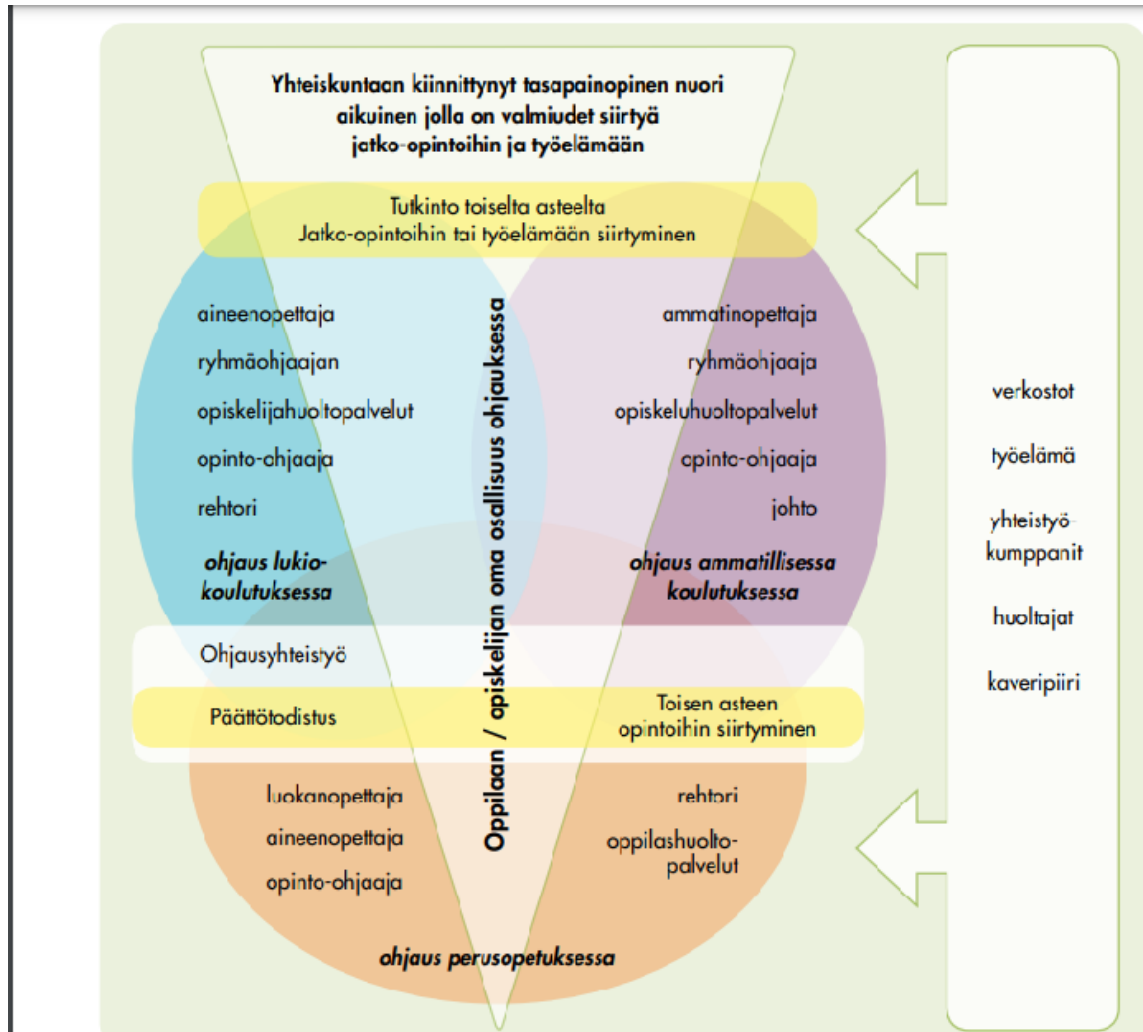 Yhteiskuntaan kiinnittynyt tasapainopinen nuori
aikuinen jolla on valmiudet siirtyä
jatko-opintoihin ja työelämään
Tutkinto toiselta asteelta
Jatko-opintoihin tai työelämään siirtyminen
aineenopettaja
ryhmäohjaajan
opiskelijahuoltopalvelut
opinto-ohjaaja
rehtori
ohjaus lukio-
koulutuksessa
Oppilaan / opiskelijan oma osallisuus ohjauksessa
ammatinopettaja
ryhmäohjaaja
opiskeluhuoltopalvelut
opinto-ohjaaja
johto
ohjaus ammatillisessa
koulutuksessa
Ohjausyhteistyö
Päättötodistus
Toisen asteen
opintoihin siirtyminen
luokanopettaja
aineenopettaja
opinto-ohjaaja
rehtori
oppilashuolto-
palvelut
ohjaus perusopetuksessa
verkostot
työelämä
yhteistyö-
kumppanit
huoltajat
kaveripiiri